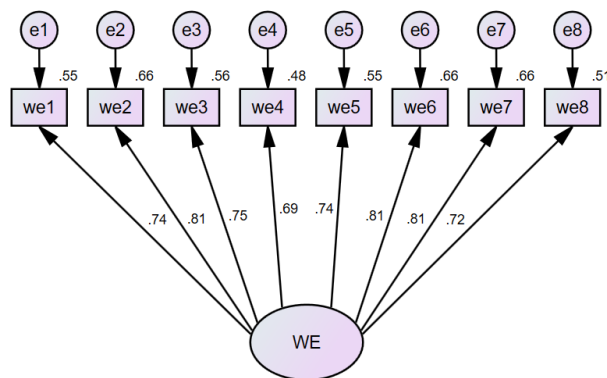 e1 e2 e3 e4 e5 e6 e7 e8
.55 .66 .56 .48 .55 .66 .66 .51
we1 we2 we3 we4 we5 we6 we7 we8
.74 .81 .75 .69 .74 .81 .81 .72
WE